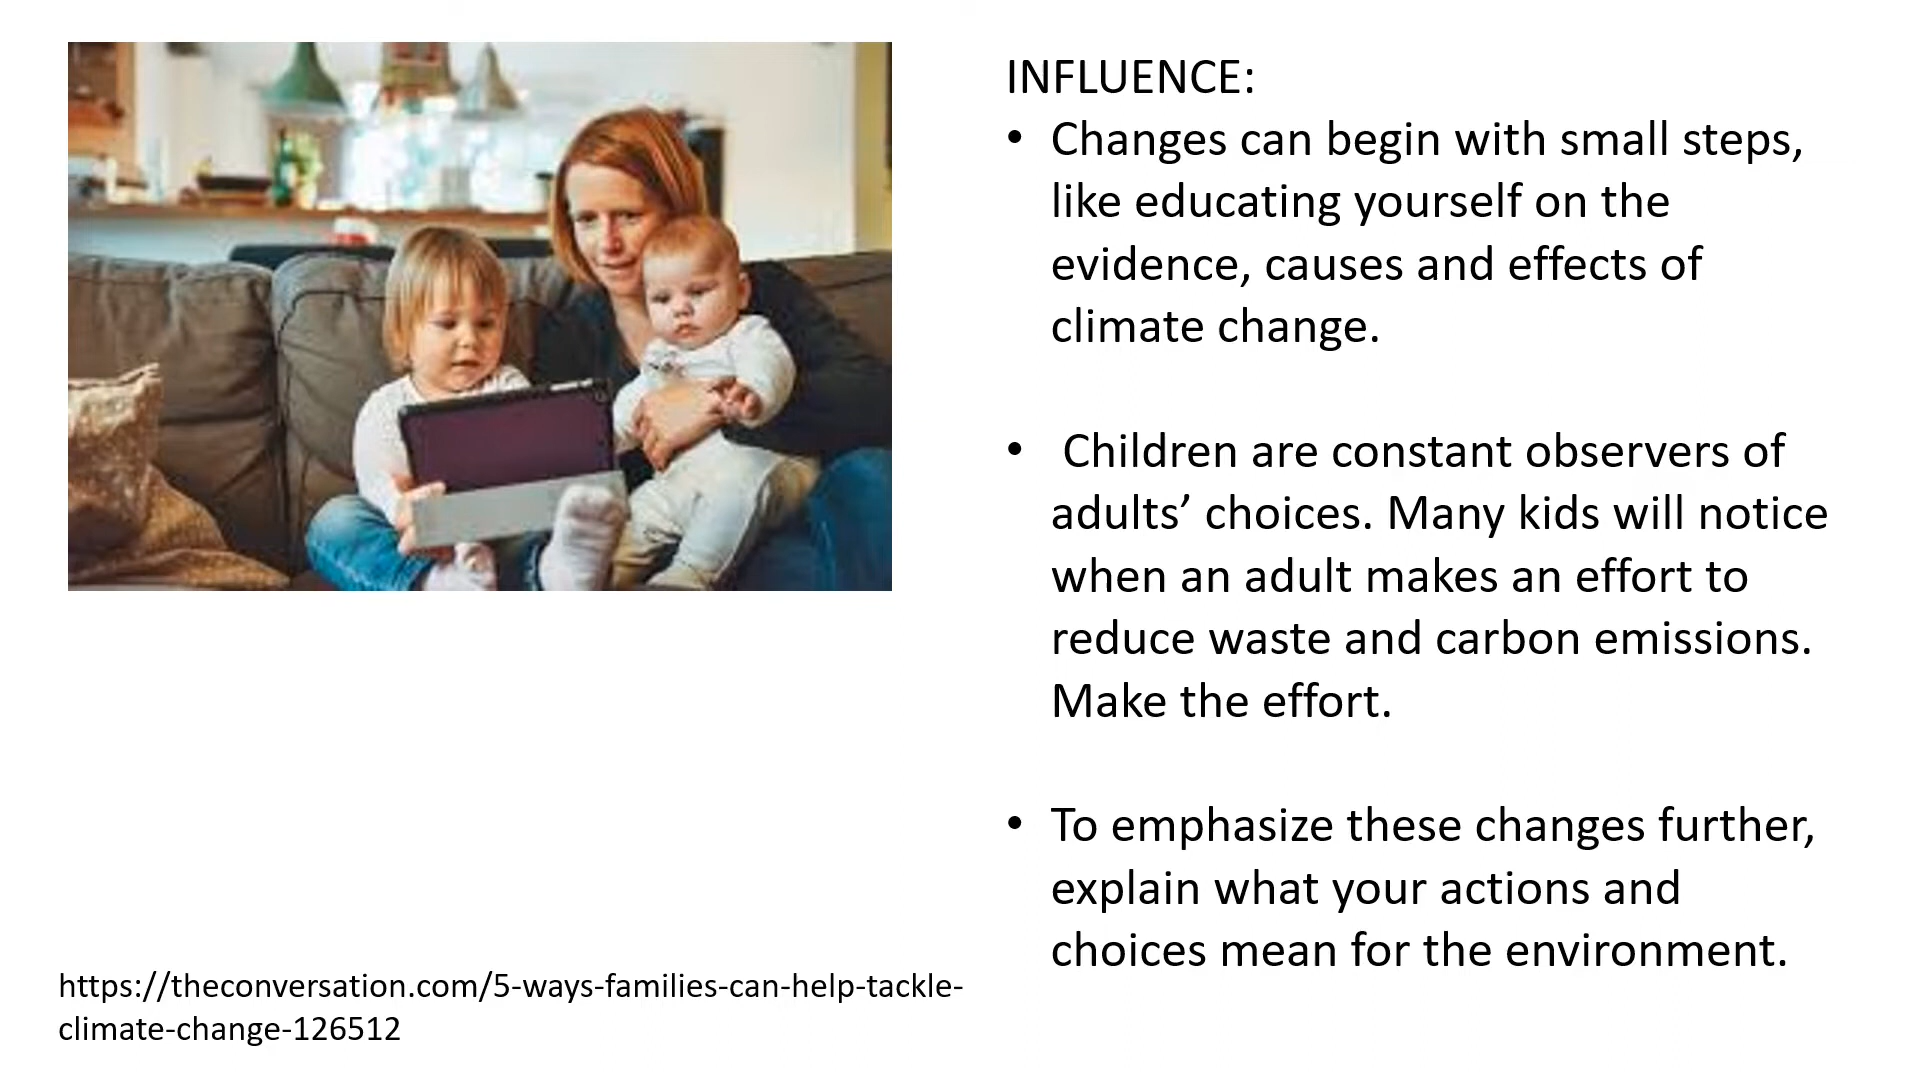 INFLUENCE:
• Changes can begin with small steps,
like educating yourself on the
evidence, causes and effects of
climate change.
• Children are constant observers of
adults’ choices. Many kids will notice
when an adult makes an effort to
reduce waste and carbon emissions.
Make the effort.
• To emphasize these changes further,
explain what your actions and
choices mean for the environment.
https://theconversation.com/5-ways-families-can-help-tackle-
climate-change-126512